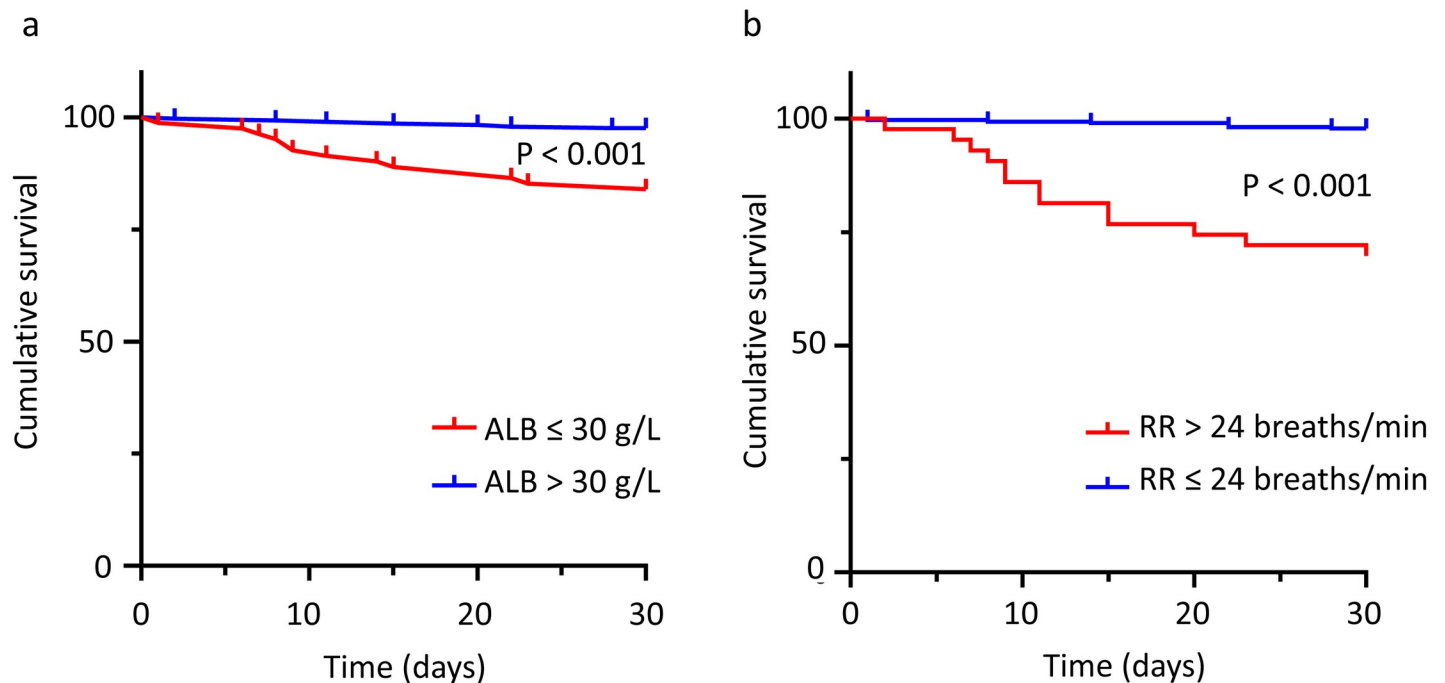 a
100
50
0
0
10
20
30
Cumulative survival
Time (days)
P < 0.001
ALB ≤ 30 g/L
ALB > 30 g/L
b
100
50
0
0
10
20
30
Cumulative survival
Time (days)
P < 0.001
RR > 24 breaths/min
RR ≤ 24 breaths/min